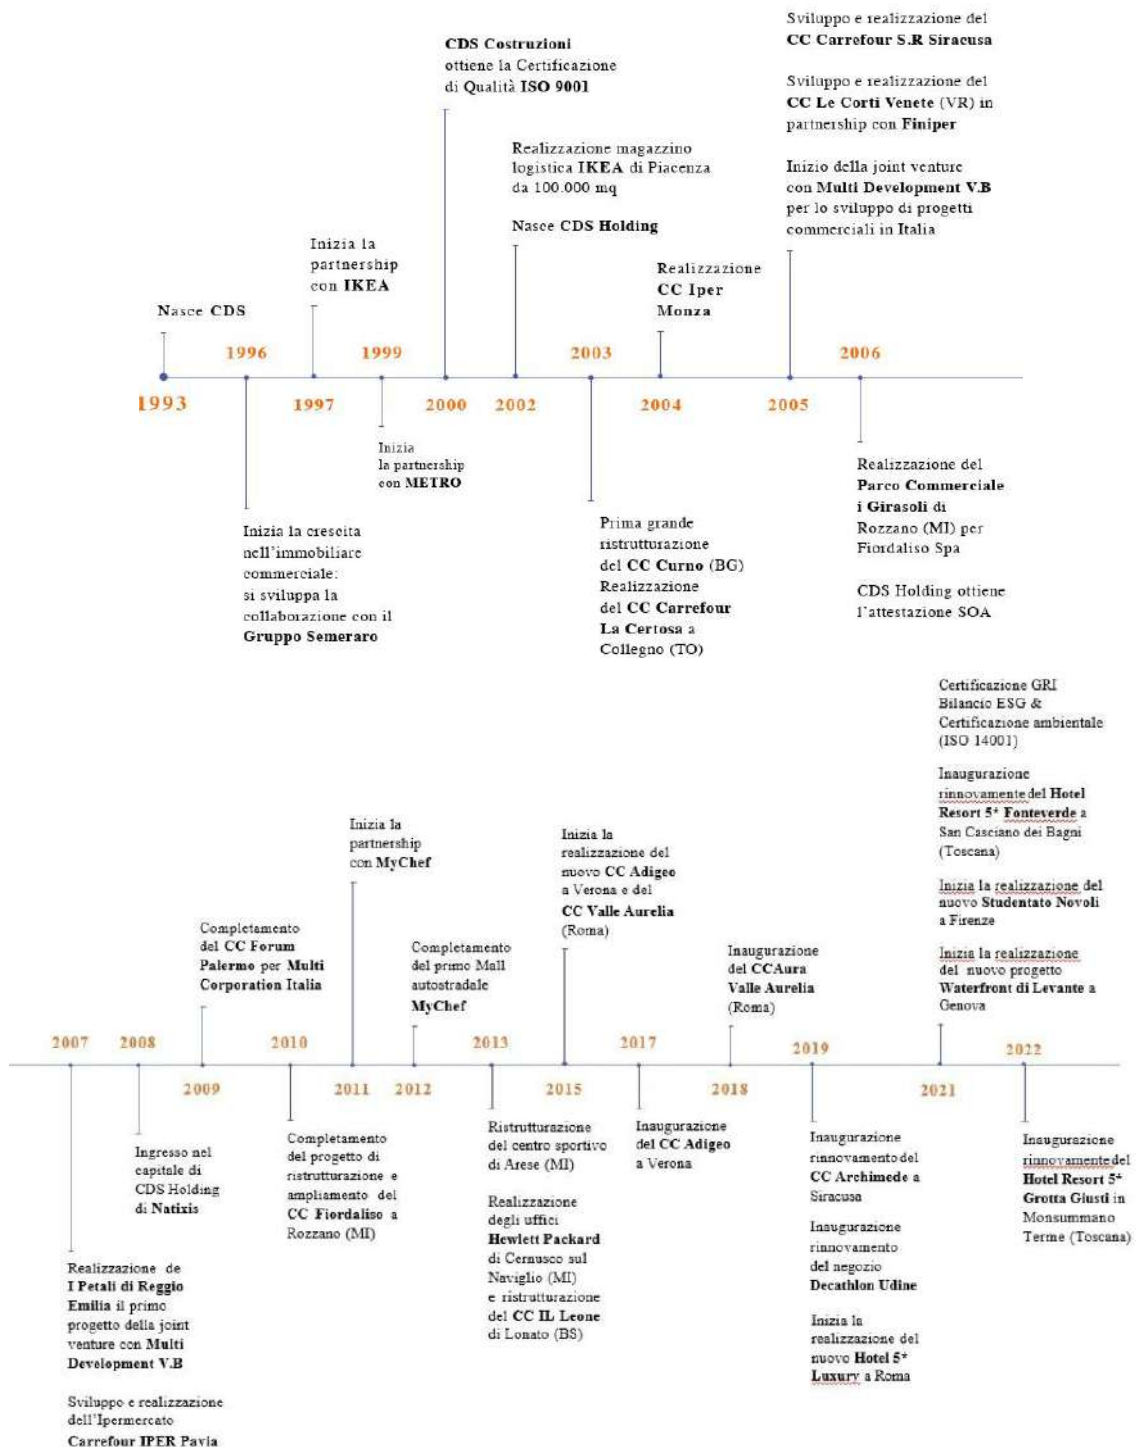 Nasce CDS
1993
1996
Inizia la crescita
nell'immobiliare
commerciale:
si sviluppa la
collaborazione con il
Gruppo Semeraro
Inizia la
partnership
con IKEA
1997
1999
Inizia
la partnership
con METRO
CDS Costruzioni
ottiene la Certificazione
di Qualità ISO 9001
2000
Realizzazione magazzino
logistica IKEA di Piacenza
da 100.000 mq
Nasce CDS Holding
2002
2003
Prima grande
ristrutturazione
del CC Curno (BG)
Realizzazione
del CC Carrefour
La Certosa a
Collegno (TO)
Realizzazione
CC Iper
Monza
2004
Sviluppo e realizzazione del
CC Carrefour S.R Siracusa
Sviluppo e realizzazione del
CC Le Corti Venete (VR) in
partnership con Finiper
Inizio della joint venture
con Multi Development V.B
per lo sviluppo di progetti
commerciali in Italia
2005
2006
Realizzazione del
Parco Commerciale
i Girasoli di
Rozzano (MI) per
Fiordaliso Spa
CDS Holding ottiene
l'attestazione SOA
2007
Realizzazione de
I Petali di Reggio
Emilia il primo
progetto della joint
venture con Multi
Development V.B
Sviluppo e realizzazione
dell'Ipermercato
Carrefour IPER Pavia
2008
Ingresso nel
capitale di
CDS Holding
di Natixis
Completamento
del CC Forum
Palermo per Multi
Corporation Italia
2009
2010
Completamento
del progetto di
ristrutturazione e
ampliamento del
CC Fiordaliso a
Rozzano (MI)
Inizia la
partnership
con MyChef
2011
Completamento
del primo Mall
autostradale
MyChef
2012
2013
Ristrutturazione
del centro sportivo
di Arese (MI)
Realizzazione
degli uffici
Hewlett Packard
di Cernusco sul
Naviglio (MI)
e ristrutturazione
del CC IL Leone
di Lonato (BS)
Inizia la
realizzazione del
nuovo CC Adigeo
a Verona e del
CC Valle Aurelia
(Roma)
2015
2017
Inaugurazione
del CC Adigeo
a Verona
Inaugurazione
del CCAura
Valle Aurelia
(Roma)
2018
2019
Inaugurazione
rinnovamento del
CC Archimede a
Siracusa
Inaugurazione
rinnovamento
del negozio
Decathlon Udine
Inizia la
realizzazione del
nuovo Hotel 5*
Luxury a Roma
Certificazione GRI
Bilancio ESG &
Certificazione ambientale
(ISO 14001)
Inaugurazione
rinnovamente del Hotel
Resort 5* Fonteverde a
San Casciano dei Bagni
(Toscana)
Inizia la realizzazione del
nuovo Studentato Novoli
a Firenze
Inizia la realizzazione
del nuovo progetto
Waterfront di Levante a
Genova
2021
2022
Inaugurazione
rinnovamente del
Hotel Resort 5*
Grotta Giusti in
Monsummano
Terme (Toscana)